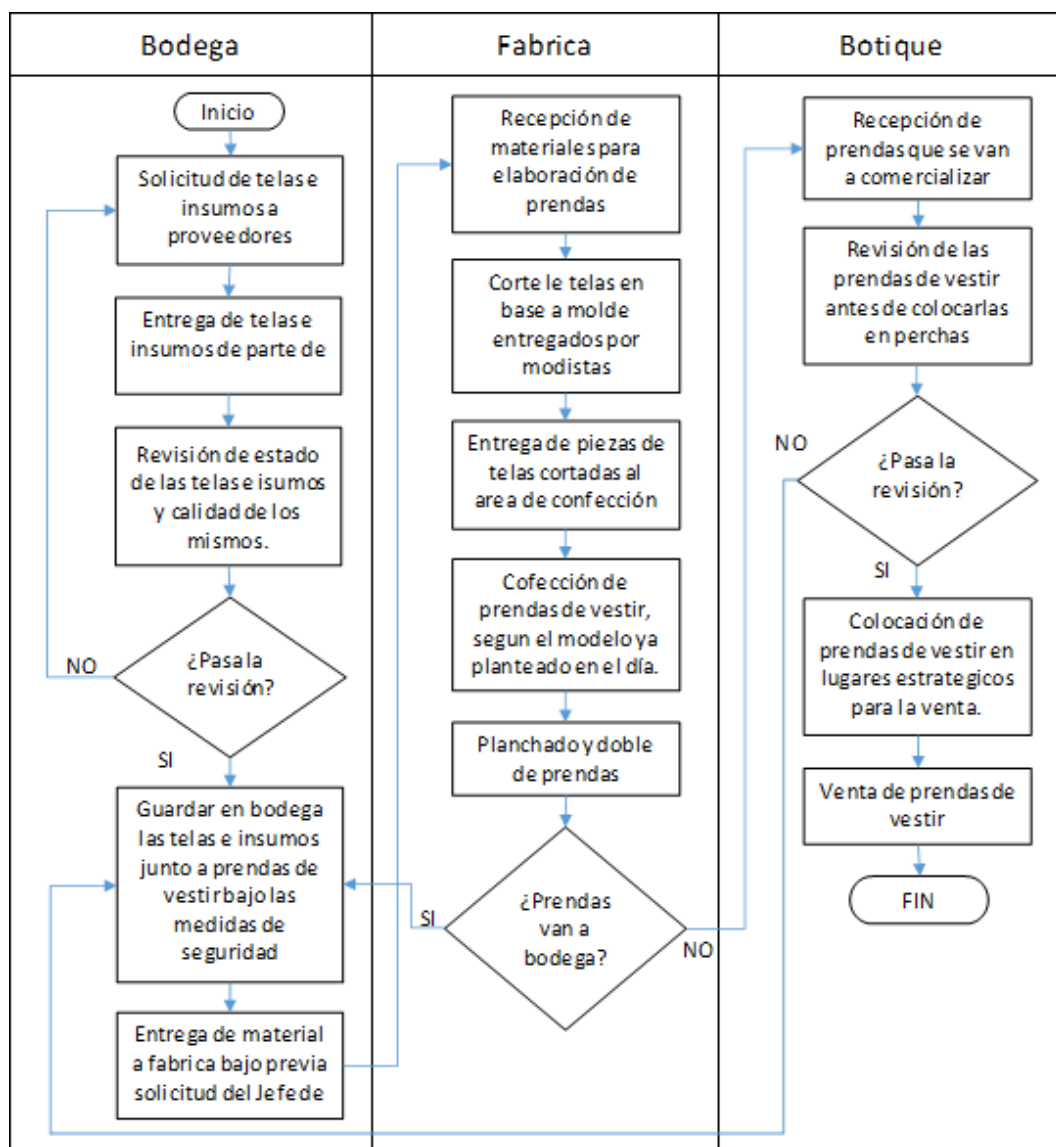 Bodega
Inicio
Solicitud de telas e
insumos a
proveedores
Entrega de telas e
insumos de parte de
Revisión de estado
de las telas e isumos
y calidad de los
mismos.
¿Pasa la
revisión?
NO
SI
Guardar en bodega
las telas e insumos
junto a prendas de
vestir bajo las
medidas de
seguridad
Entrega de material
a fabrica bajo previa
solicitud del Jefe de
Fabrica
Recepción de
materiales para
elaboración de
prendas
Corte le telas en
base a molde
entregados por
modistas
Entrega de piezas de
telas cortadas al
area de confección
Cofección de
prendas de vestir,
segun el modelo ya
planteado en el día.
Planchado y doble
de prendas
¿Prendas
van a
bodega?
SI
NO
Botique
Recepción de
prendas que se van
a comercializar
Revisión de las
prendas de vestir
antes de colocarlas
en perchas
¿Pasa la
revisión?
NO
SI
Colocación de
prendas de vestir en
lugares estrategicos
para la venta.
Venta de prendas de
vestir
FIN